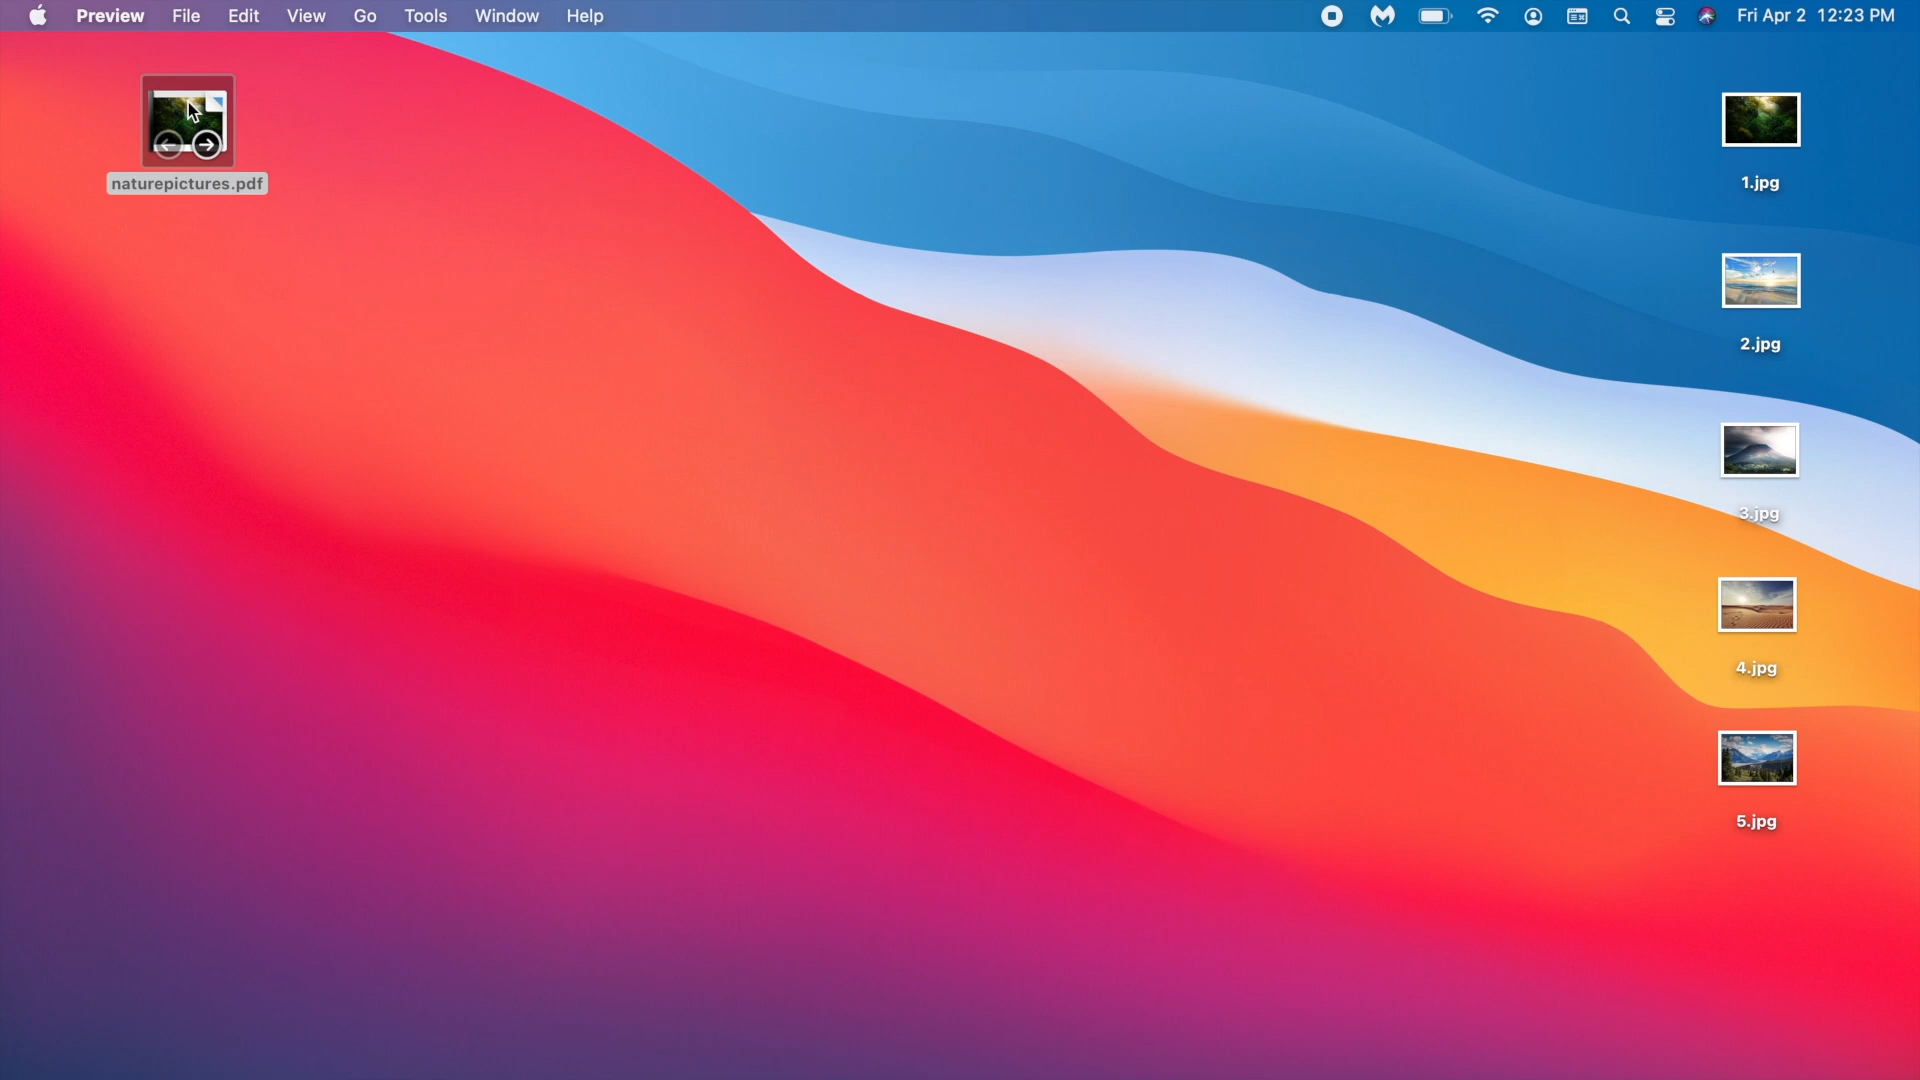 Preview File Edit View Go Tools Window Help Fri Apr 2 12:23 PM
naturepictures.pdf
1.jpg
2.jpg
3.jpg
4.jpg
5.jpg